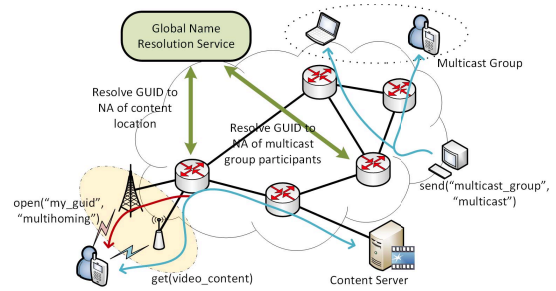 Global Name
Resolution Service
Multicast Group
Resolve GUID to
NA of content
location
Resolve GUID to
NA of multicast
group participants
send("multicast_group",
"multicast")
open("my_guid",
"multihoming")
get(video_content)
Content Server